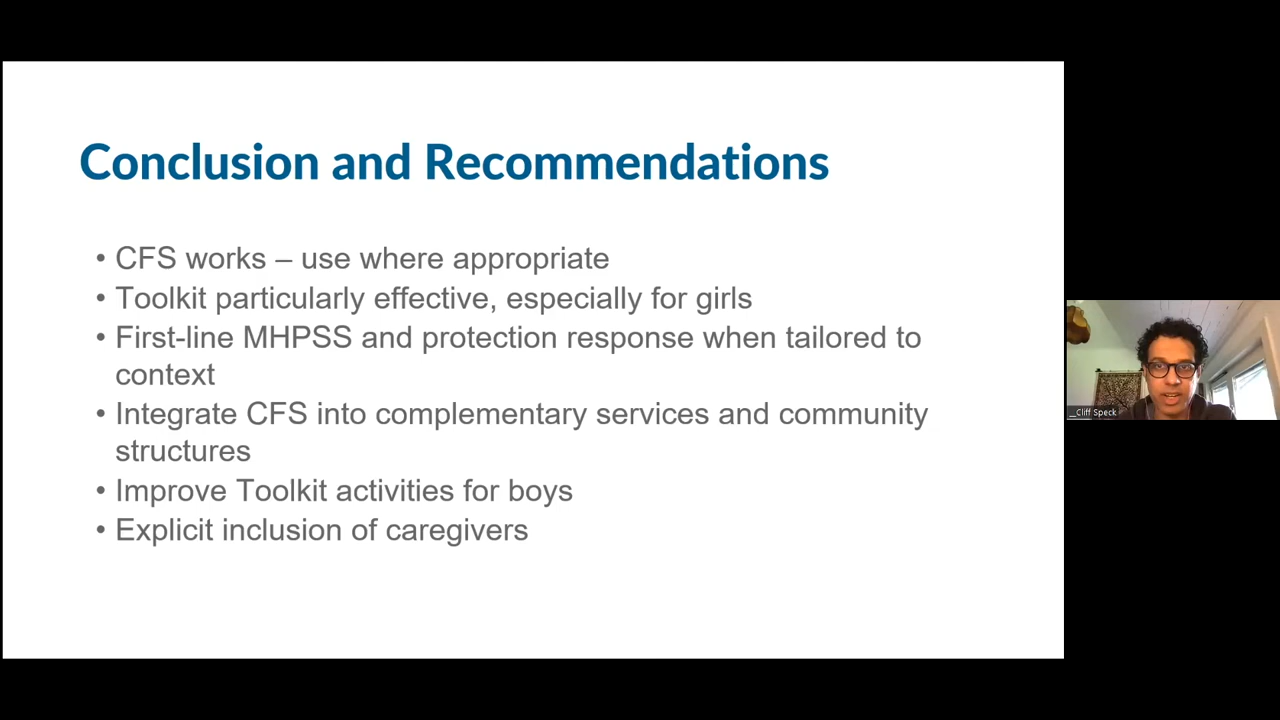 Conclusion and Recommendations
• CFS works – use where appropriate
• Toolkit particularly effective, especially for girls
• First-line MHPSS and protection response when tailored to
context
• Integrate CFS into complementary services and community
structures
• Improve Toolkit activities for boys
• Explicit inclusion of caregivers
__Cliff Speck